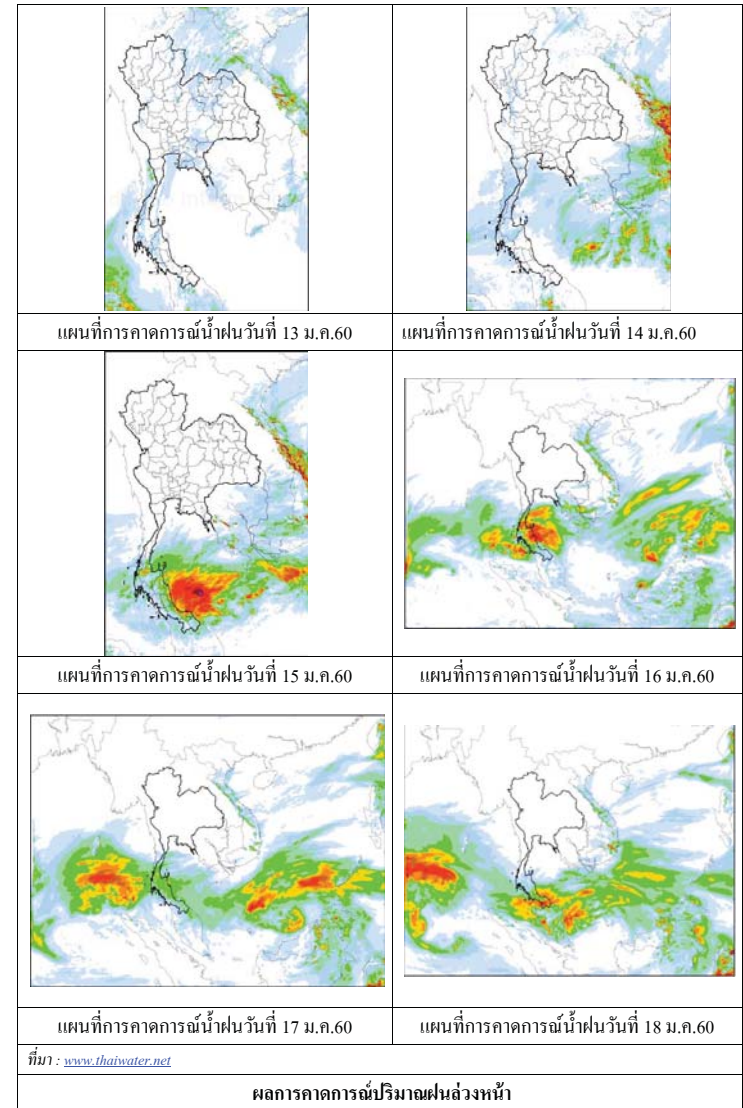 แผนที่การคาดการณ์น้ำฝนวันที่ 13 ม.ค.60
แผนที่การคาดการณ์น้ำฝนวันที่ 14 ม.ค.60
แผนที่การคาดการณ์น้ำฝนวันที่ 15 ม.ค.60
แผนที่การคาดการณ์น้ำฝนวันที่ 16 ม.ค.60
แผนที่การคาดการณ์น้ำฝนวันที่ 17 ม.ค.60
แผนที่การคาดการณ์น้ำฝนวันที่ 18 ม.ค.60
ที่มา : www.thaiwater.net
ผลการคาดการณ์ปริมาณฝนล่วงหน้า